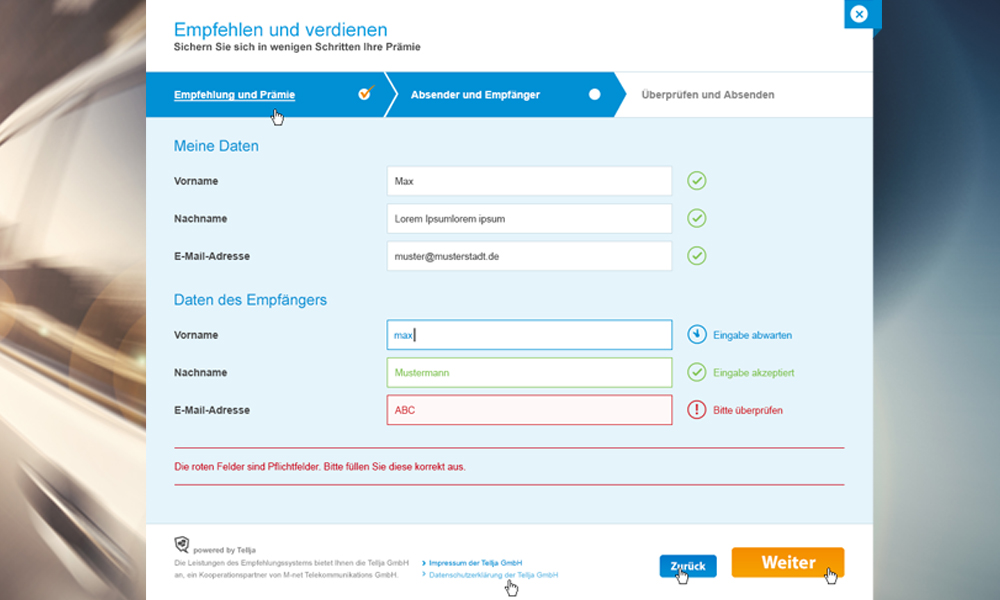 Empfehlen und verdienen
Sichern Sie sich in wenigen Schritten Ihre Prämie
Empfehlung und Prämie
Absender und Empfänger
Überprüfen und Absenden
Meine Daten
Vorname
Max
Nachname
Lorem Ipsumlorem ipsum
E-Mail-Adresse
muster@musterstadt.de
Daten des Empfängers
Vorname
max
Eingabe abwarten
Nachname
Mustermann
Eingabe akzeptiert
E-Mail-Adresse
ABC
Bitte überprüfen
Die roten Felder sind Pflichtfelder. Bitte füllen Sie diese korrekt aus.
powered by Tellja
Die Leistungen des Empfehlungssystems bietet Ihnen die Tellja GmbH
an, ein Kooperationspartner von M-net Telekommunikations GmbH.
Impressum der Tellja GmbH
Datenschutzerklärung der Tellja GmbH
Zurück
Weiter